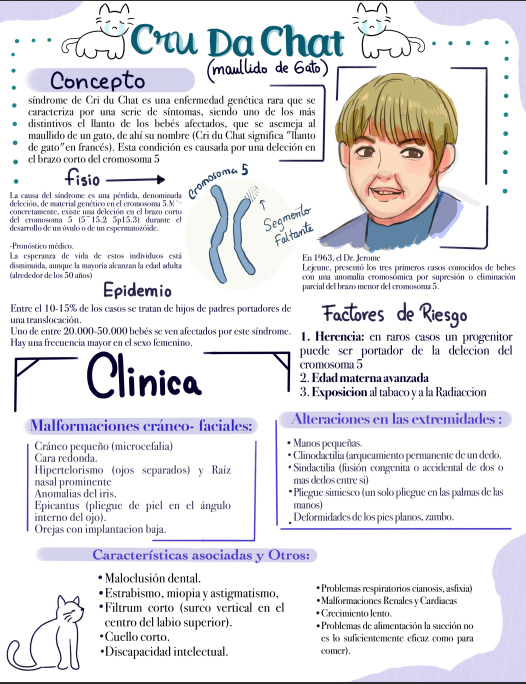 Cru Da Chat
(maullido de Gato)
Concepto
síndrome de Cri du Chat es una enfermedad genética rara que se
caracteriza por una serie de síntomas, siendo uno de los más
distintivos el llanto de los bebés afectados, que se asemeja al
maullido de un gato, de ahí su nombre (Cri du Chat significa "llanto
de gato" en francés). Esta condición es causada por una deleción en
el brazo corto del cromosoma 5
fisio
La causa del síndrome es una pérdida, denominada
deleción, de material genético en el cromosoma 5.
concretamente, existe una deleción en el brazo corto
del cromosoma 5 (5 15.2 5p15.3) durante el
desarrollo de un óvulo o de un espermatozoide.
-Pronóstico médico.
La esperanza de vida de estos individuos está
disminuida, aunque la mayoría alcanzan la edad adulta
(alrededor de los 50 años)
Cromosoma 5
Segmento
Faltante
En 1963, el Dr. Jerome
Lejeune, presentó los tres primeros casos conocidos de bebes
con una anomalía cromosómica por supresión o eliminación
parcial del brazo menor del cromosoma 5.
Epidemio
Entre el 10-15% de los casos se tratan de hijos de padres portadores de
una translocación.
Uno de entre 20.000-50.000 bebés se ven afectados por este síndrome.
Hay una frecuencia mayor en el sexo femenino.
Factores de Riesgo
1. Herencia: en raros casos un progenitor
puede ser portador de la delecion del
cromosoma 5
2. Edad materna avanzada
3. Exposicion al tabaco y a la Radiaccion
Clinica
Malformaciones cráneo- faciales:
Cráneo pequeño (microcefalia)
Cara redonda.
Hipertelorismo (ojos separados) y Raíz
nasal prominente
Anomalias del iris.
Epicantus (pliegue de piel en el ángulo
interno del ojo).
Orejas con implantacion baja.
Alteraciones en las extremidades :
• Manos pequeñas.
• Clinodactilia (arqueamiento permanente de un dedo.
• Sindactilia (fusión congenita o accidental de dos o
mas dedos entre si)
• Pliegue simiesco (un solo pliegue en las palmas de las
manos)
• Deformidades de los pies planos, zambo.
Características asociadas y Otros:
• Maloclusión dental.
• Estrabismo, miopia y astigmatismo,
• Filtrum corto (surco vertical en el
centro del labio superior).
• Cuello corto.
• Discapacidad intelectual.
• Problemas respiratorios cianosis, asfixia)
• Malformaciones Renales y Cardiacas
• Crecimiento lento.
• Problemas de alimentación la succión no
es lo suficientemente eficaz como para
comer).